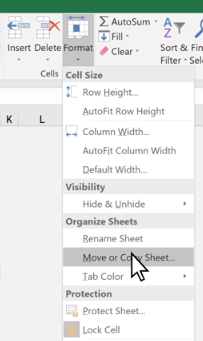 AutoSum
Fill
Clear
Insert Delete Format
Sort &
Filter
Cells
K L
Cell Size
Row Height...
AutoFit Row Height
Column Width...
AutoFit Column Width
Default Width...
Visibility
Hide & Unhide
Organize Sheets
Rename Sheet
Move or Copy Sheet...
Tab Color
Protection
Protect Sheet...
Lock Cell